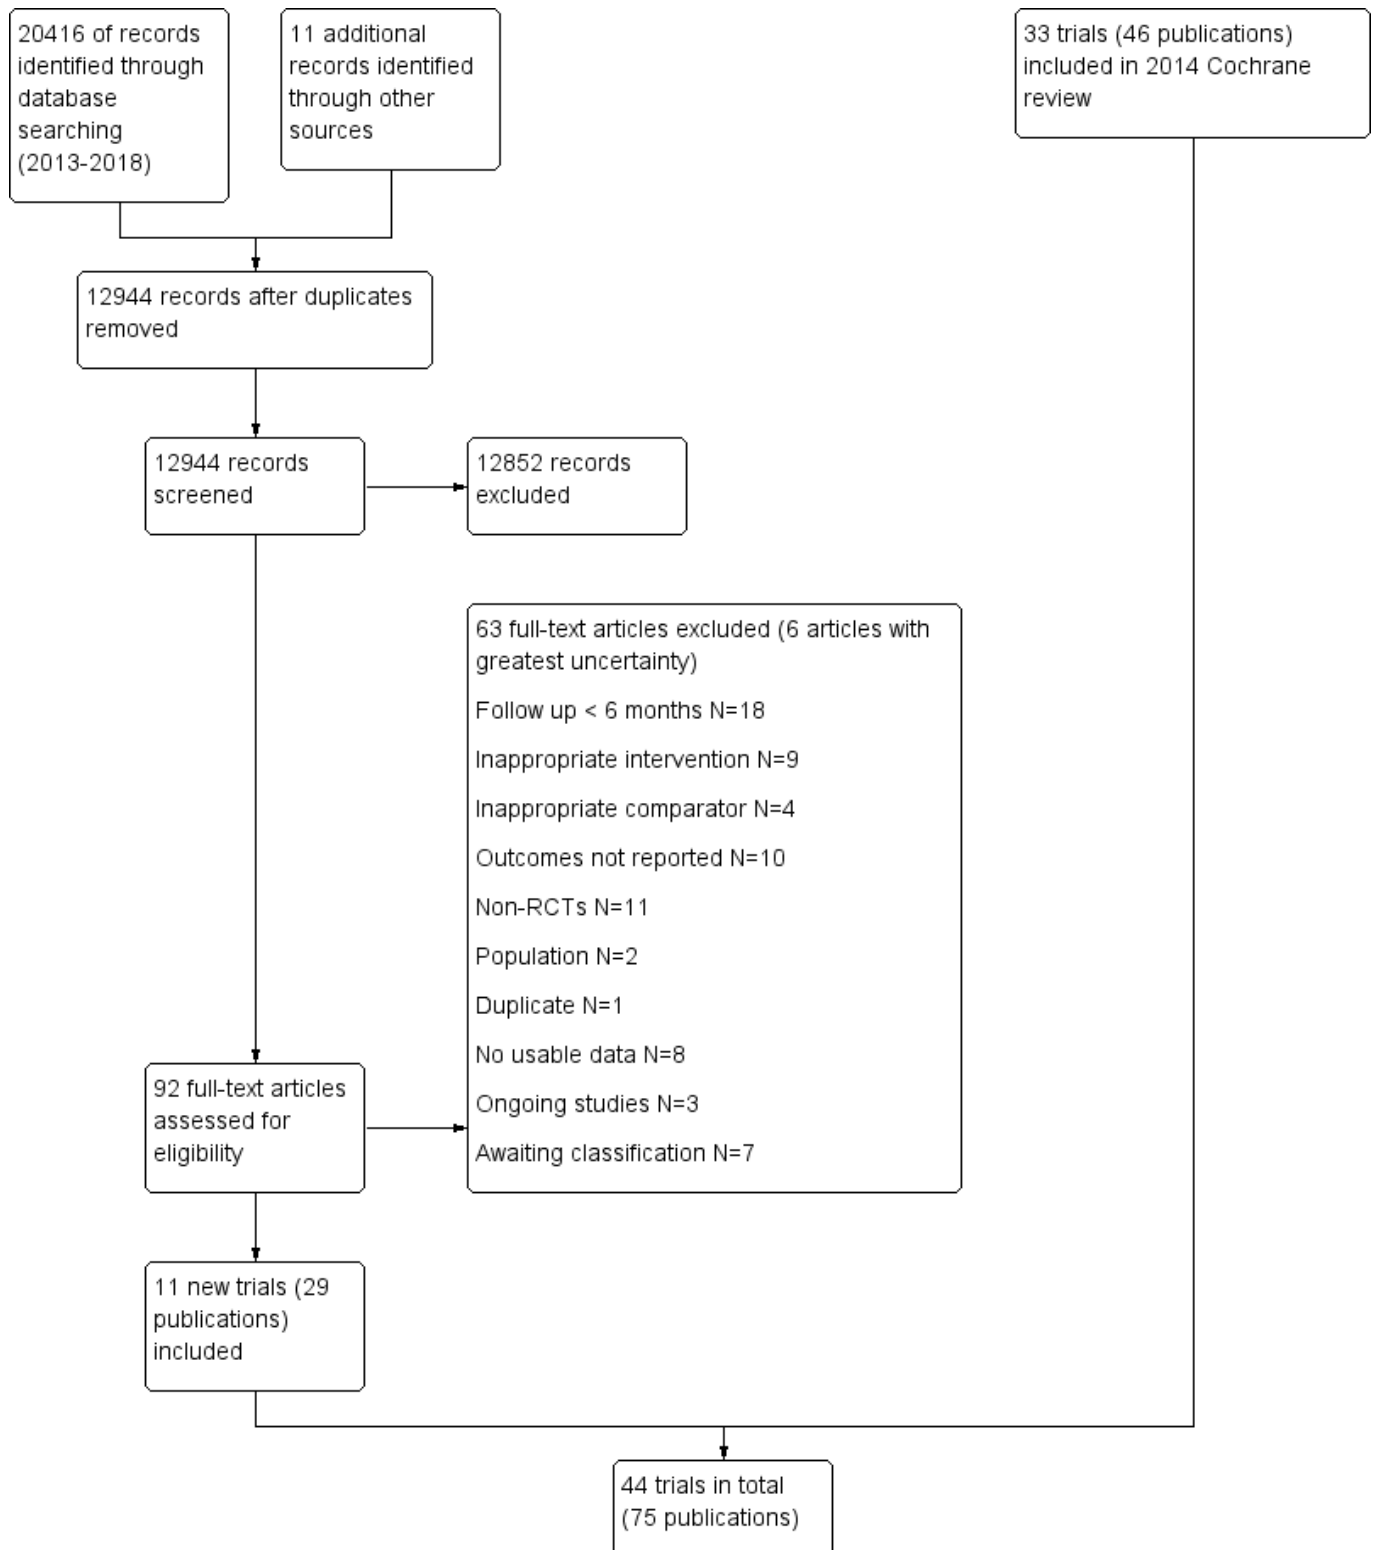 20416 of records
identified through
database
searching
(2013-2018)
11 additional
records identified
through other
sources
33 trials (46 publications)
included in 2014 Cochrane
review
12944 records after duplicates
removed
12944 records
screened
12852 records
excluded
63 full-text articles excluded (6 articles with
greatest uncertainty)
Follow up < 6 months N=18
Inappropriate intervention N=9
Inappropriate comparator N=4
Outcomes not reported N=10
Non-RCTs N=11
Population N=2
Duplicate N=1
No usable data N=8
Ongoing studies N=3
Awaiting classification N=7
92 full-text articles
assessed for
eligibility
11 new trials (29
publications)
included
44 trials in total
(75 publications)